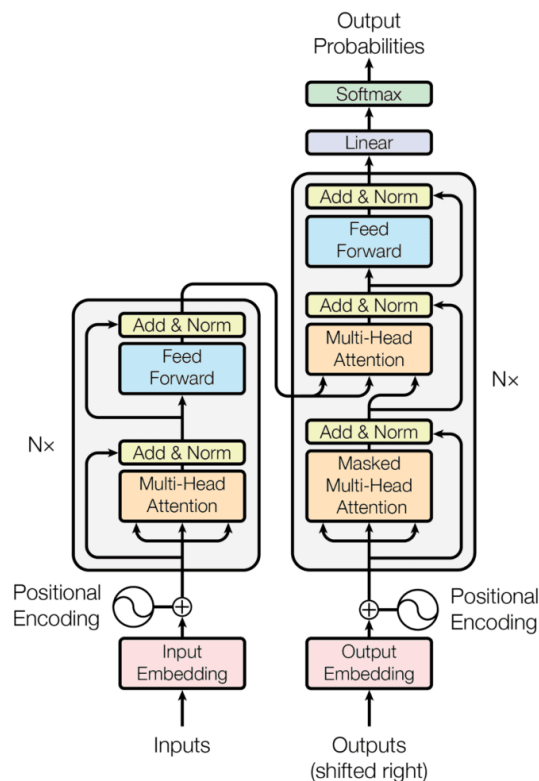 Output
Probabilities
Softmax
Linear
Add & Norm
Feed
Forward
Add & Norm
Multi-Head
Attention
Add & Norm
Masked
Multi-Head
Attention
N×
Add & Norm
Feed
Forward
Add & Norm
Multi-Head
Attention
N×
Positional
Encoding
Positional
Encoding
Input
Embedding
Output
Embedding
Inputs
Outputs
(shifted right)